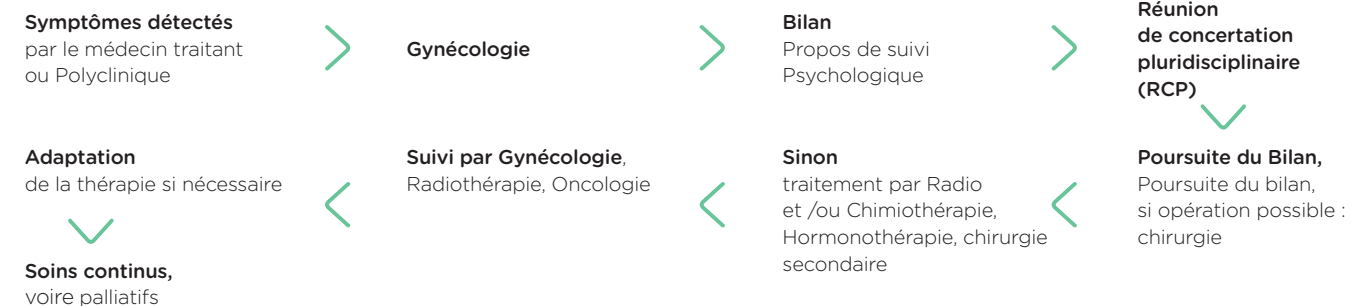 Symptômes détectés
par le médecin traitant
ou Polyclinique
Gynécologie
Bilan
Propos de suivi
Psychologique
Réunion
de concertation
pluridisciplinaire
(RCP)
Poursuite du Bilan,
Poursuite du bilan,
si opération possible :
chirurgie
Sinon
traitement par Radio
et /ou Chimiothérapie,
Hormonothérapie, chirurgie
secondaire
Suivi par Gynécologie,
Radiothérapie, Oncologie
Adaptation
de la thérapie si nécessaire
Soins continus,
voire palliatifs